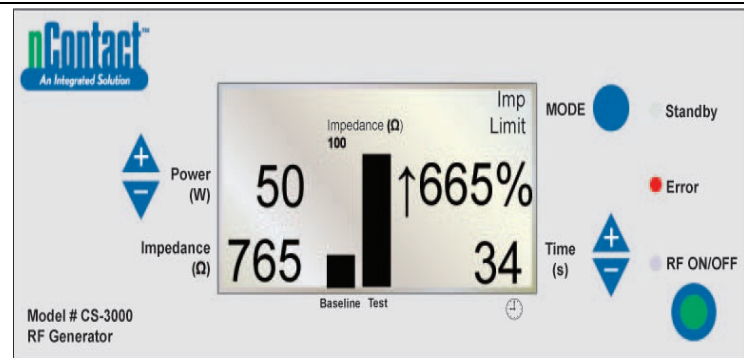 nContact™
An Integrated Solution
Imp
Limit
MODE
Standby
Impedance (Ω)
100
Power
(W)
50
↑665%
Error
Impedance
(Ω)
765
34
Time
(s)
RF ON/OFF
Baseline Test
Model # CS-3000
RF Generator